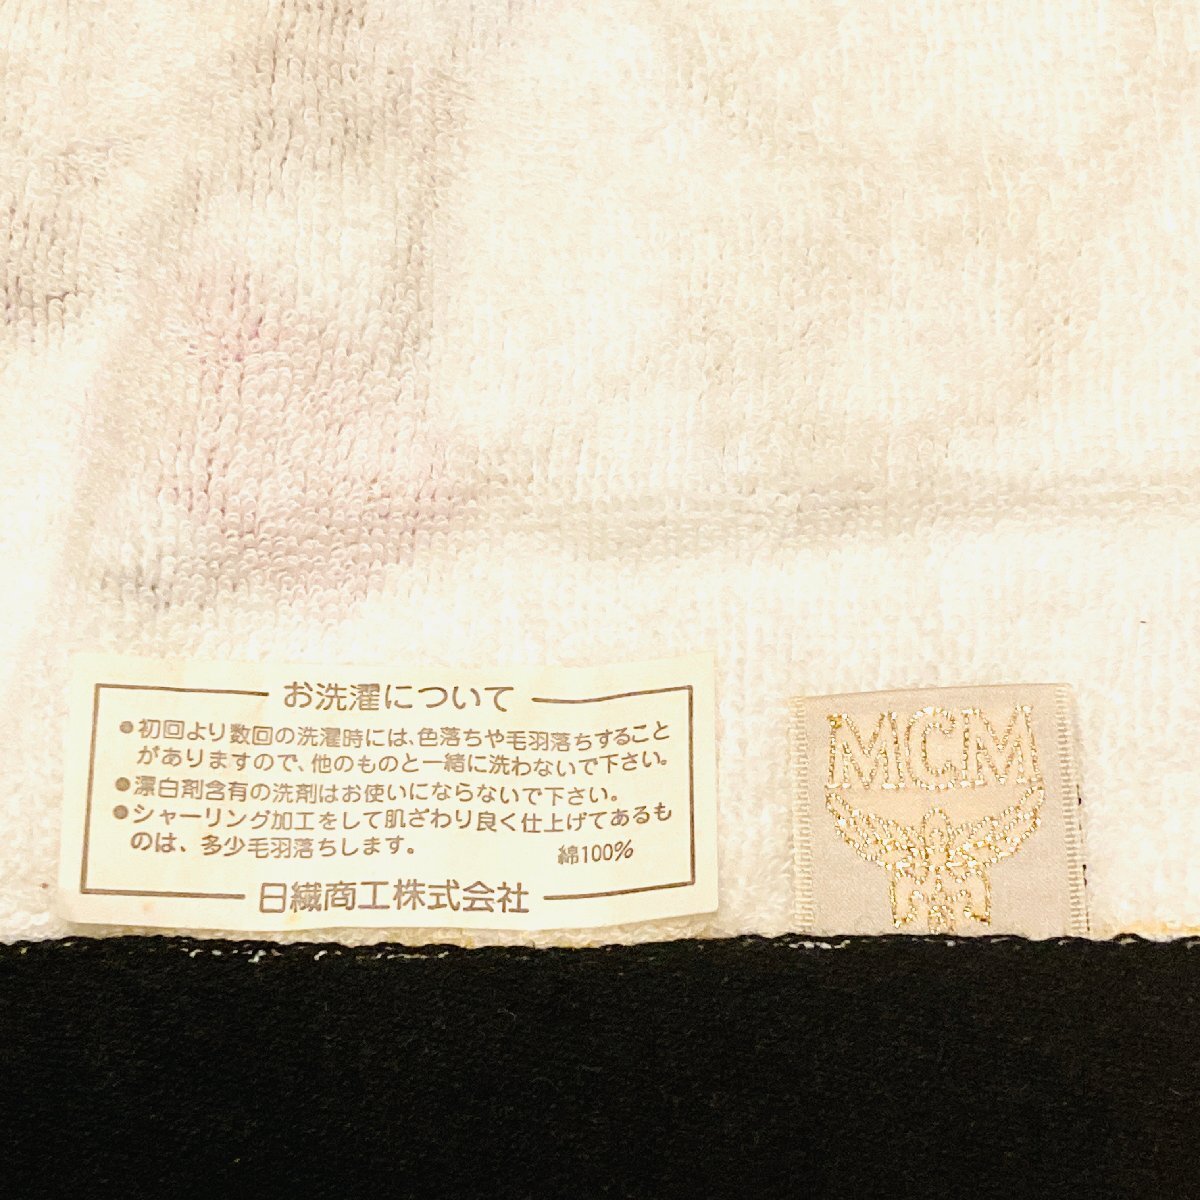 お洗濯について
●初回より数回の洗濯時には、色落ちや毛羽落ちすること
がありますので、他のものと一緒に洗わないで下さい。
●漂白剤含有の洗剤はお使いにならないで下さい。
●シャーリング加工をして肌ざわり良く仕上げてあるも
のは、多少毛羽落ちします。
綿100%
日繊商工株式会社
MCM